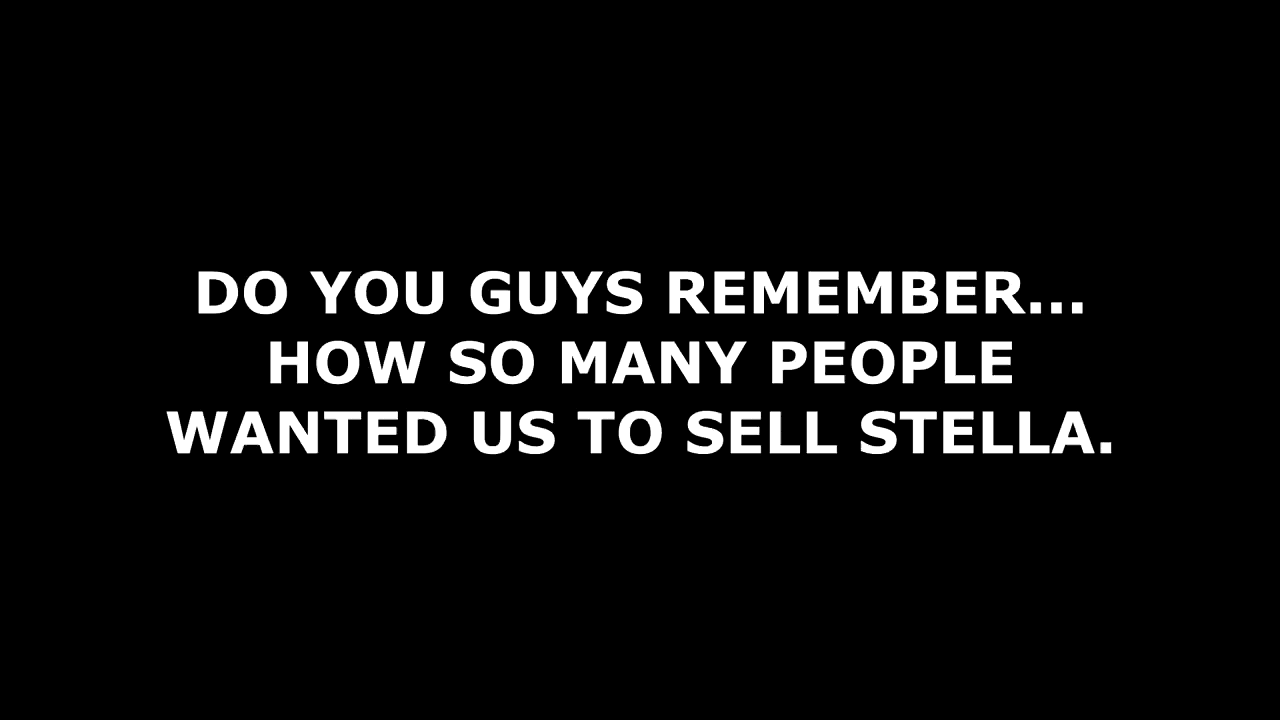 DO YOU GUYS REMEMBER...
HOW SO MANY PEOPLE
WANTED US TO SELL STELLA.